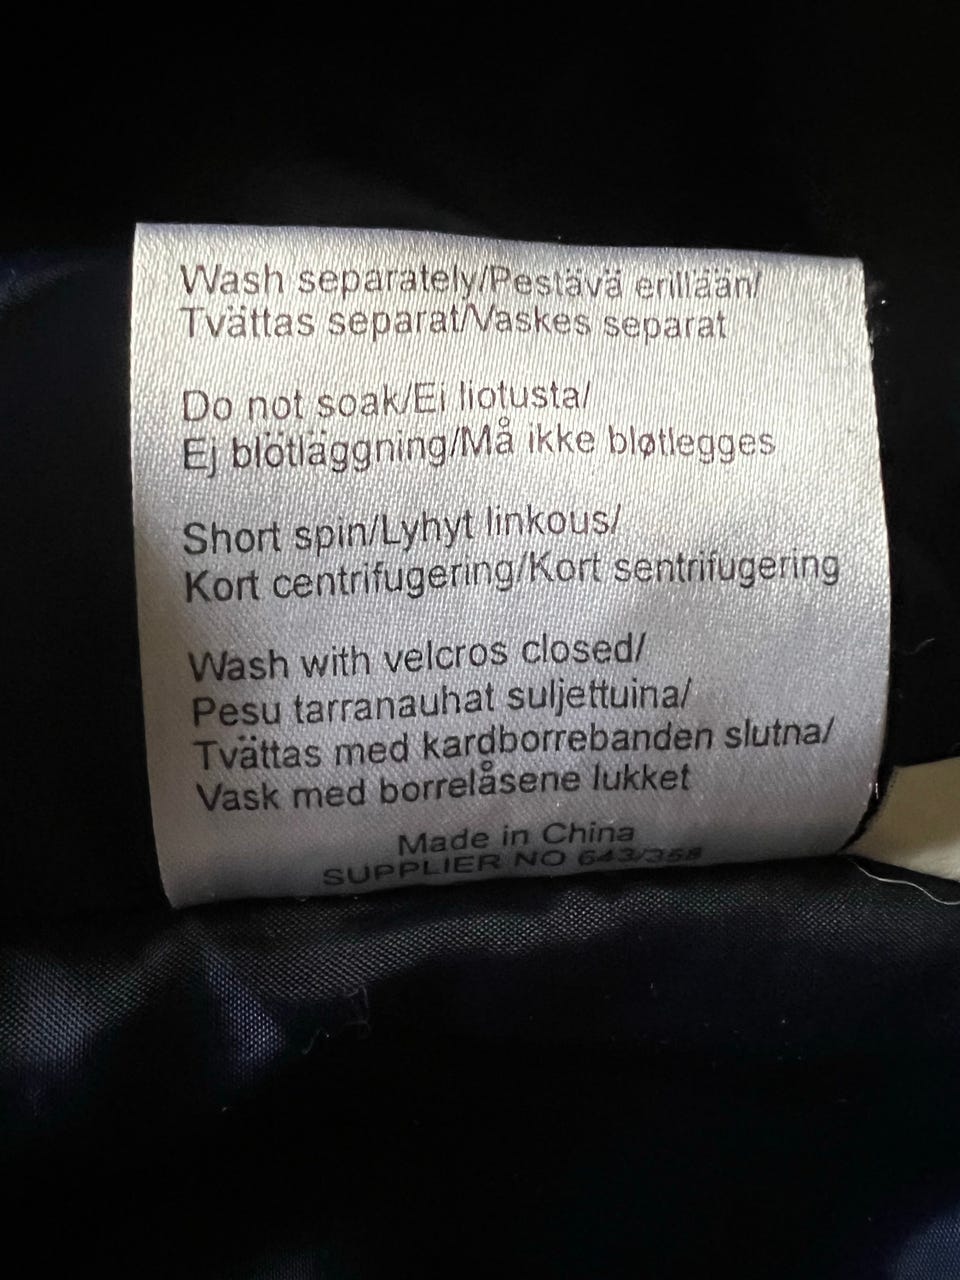 Wash separately/Pestävä erillään/
Tvättas separat/Vaskes separat
Do not soak/Ei liotusta/
Ej blötläggning/Må ikke bløtlegges
Short spin/Lyhyt linkous/
Kort centrifugering/Kort sentrifugering
Wash with velcros closed/
Pesu tarranauhat suljettuina/
Tvättas med kardborrebanden slutna/
Vask med borrelåsene lukket
Made in China
SUPPLIER NO 643/358